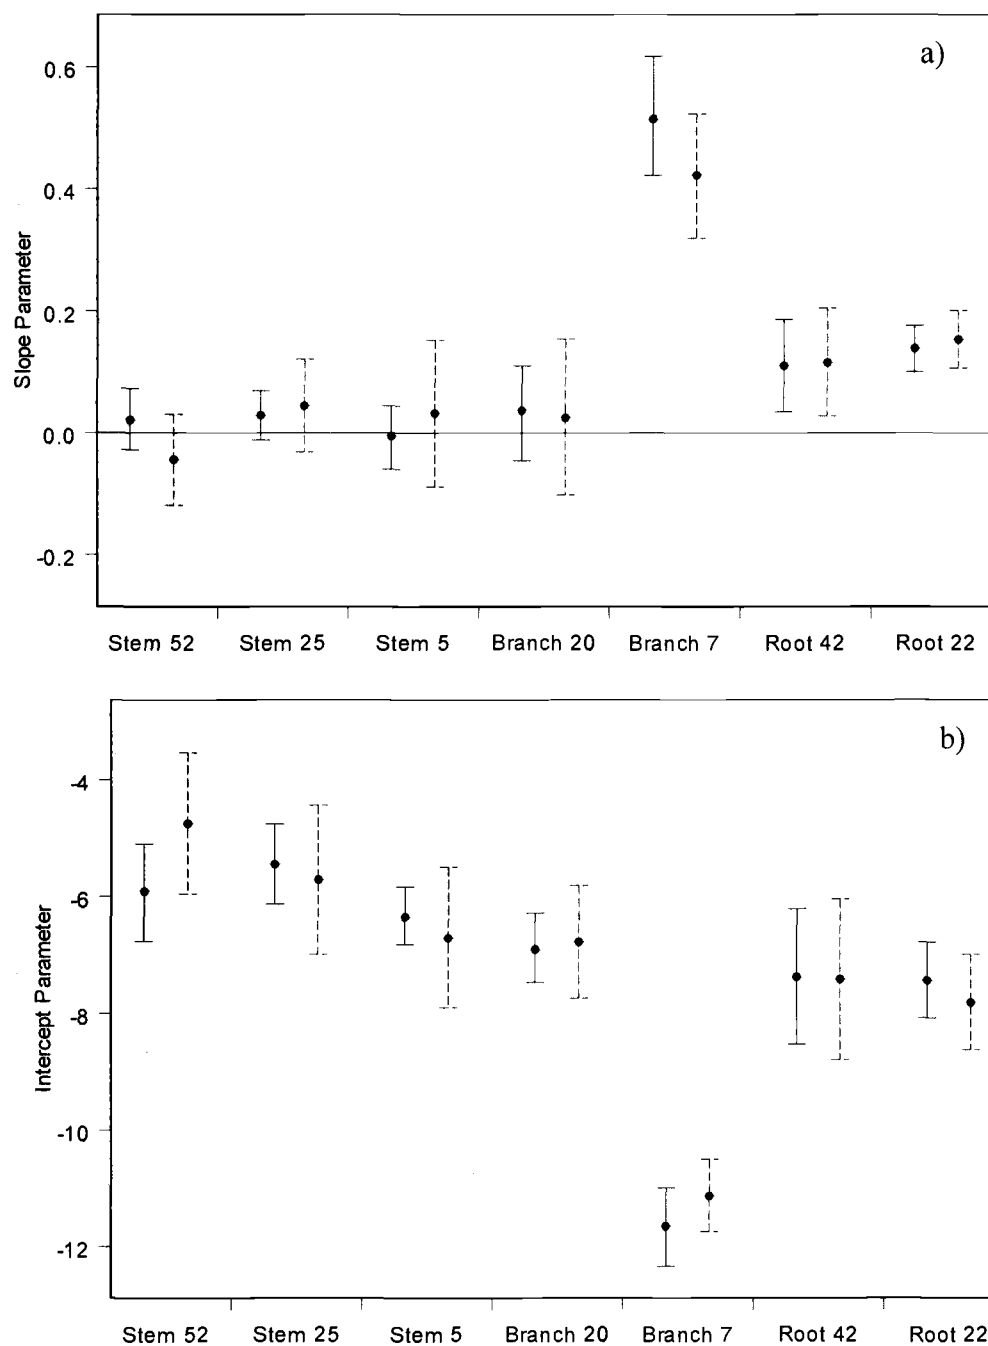 a)
0.6
0.4
0.2
0.0
-0.2
Slope Parameter
Stem 52 Stem 25 Stem 5 Branch 20 Branch 7 Root 42 Root 22
b)
-4
-6
-8
-10
-12
Intercept Parameter
Stem 52 Stem 25 Stem 5 Branch 20 Branch 7 Root 42 Root 22